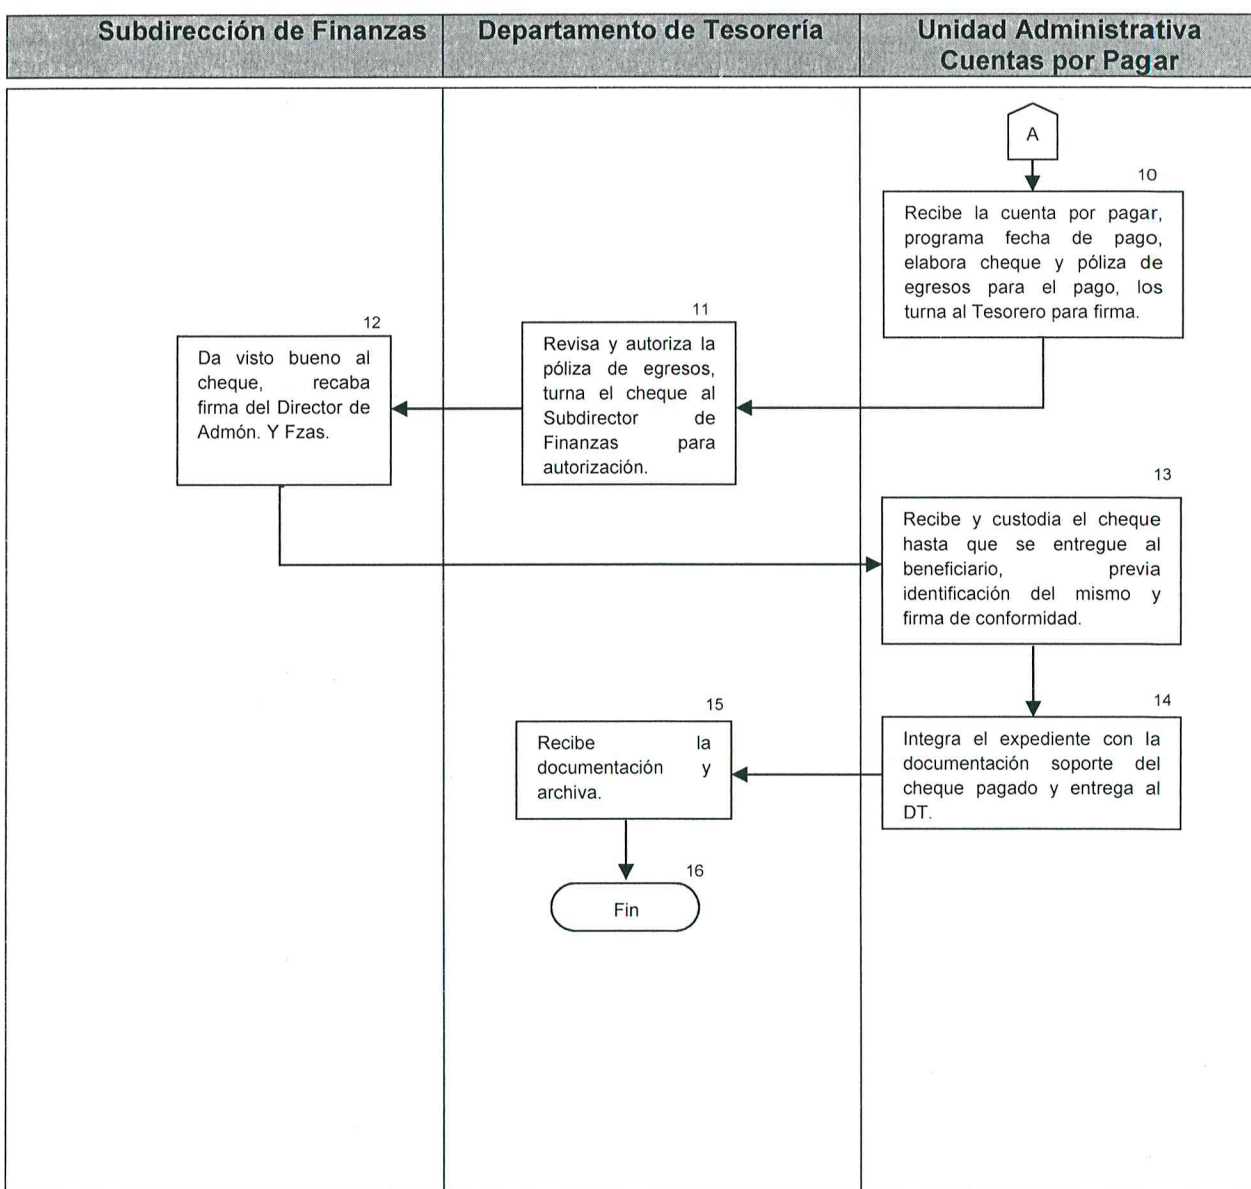 Subdirección de Finanzas
Departamento de Tesorería
Unidad Administrativa
Cuentas por Pagar
A
10
Recibe la cuenta por pagar,
programa fecha de pago,
elabora cheque y póliza de
egresos para el pago, los
turna al Tesorero para firma.
11
Revisa y autoriza la
póliza de egresos,
turna el cheque al
Subdirector de
Finanzas para
autorización.
12
Da visto bueno al
cheque, recaba
firma del Director de
Admón. Y Fzas.
13
Recibe y custodia el cheque
hasta que se entregue al
beneficiario, previa
identificación del mismo y
firma de conformidad.
14
Integra el expediente con la
documentación soporte del
cheque pagado y entrega al
DT.
15
Recibe la
documentación y
archiva.
16
Fin